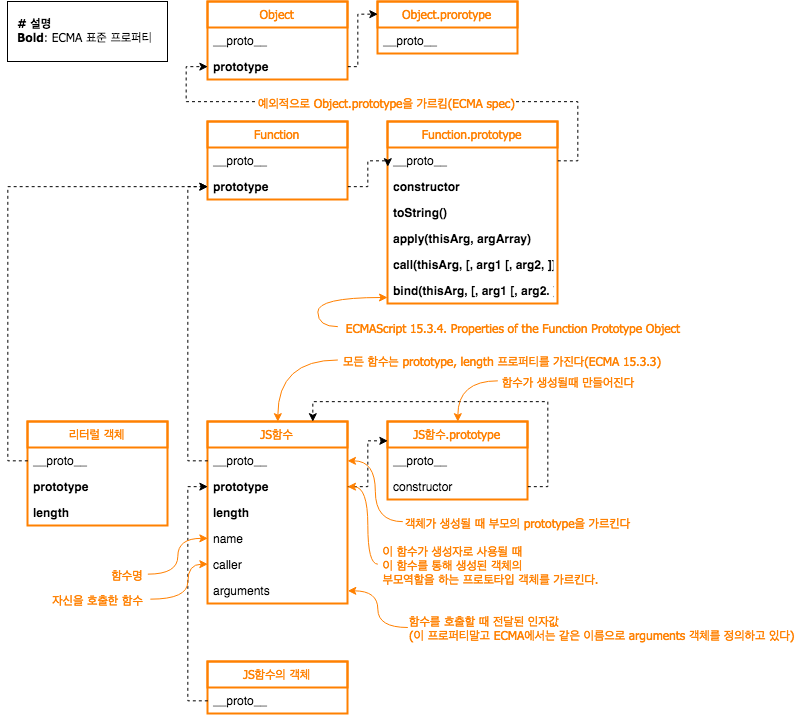 # 설명
Bold: ECMA 표준 프로퍼티
Object
__proto__
prototype
Object.prorotype
__proto__
예외적으로 Object.prototype을 가르킴(ECMA spec)
Function
__proto__
prototype
Function.prototype
__proto__
constructor
toString()
apply(thisArg, argArray)
call(thisArg, [, arg1 [, arg2, ]]
bind(thisArg, [, arg1 [, arg2.
ECMAScript 15.3.4. Properties of the Function Prototype Object
모든 함수는 prototype, length 프로퍼티를 가진다(ECMA 15.3.3)
함수가 생성될때 만들어진다
리터럴 객체
__proto__
prototype
length
JS함수
__proto__
prototype
length
name
caller
arguments
JS함수.prototype
__proto__
constructor
객체가 생성될 때 부모의 prototype을 가르킨다
이 함수가 생성자로 사용될 때
이 함수를 통해 생성된 객체의
부모역할을 하는 프로토타입 객체를 가르킨다.
함수명
자신을 호출한 함수
함수를 호출할 때 전달된 인자값
(이 프로퍼티말고 ECMA에서는 같은 이름으로 arguments 객체를 정의하고 있다)
JS함수의 객체
__proto__